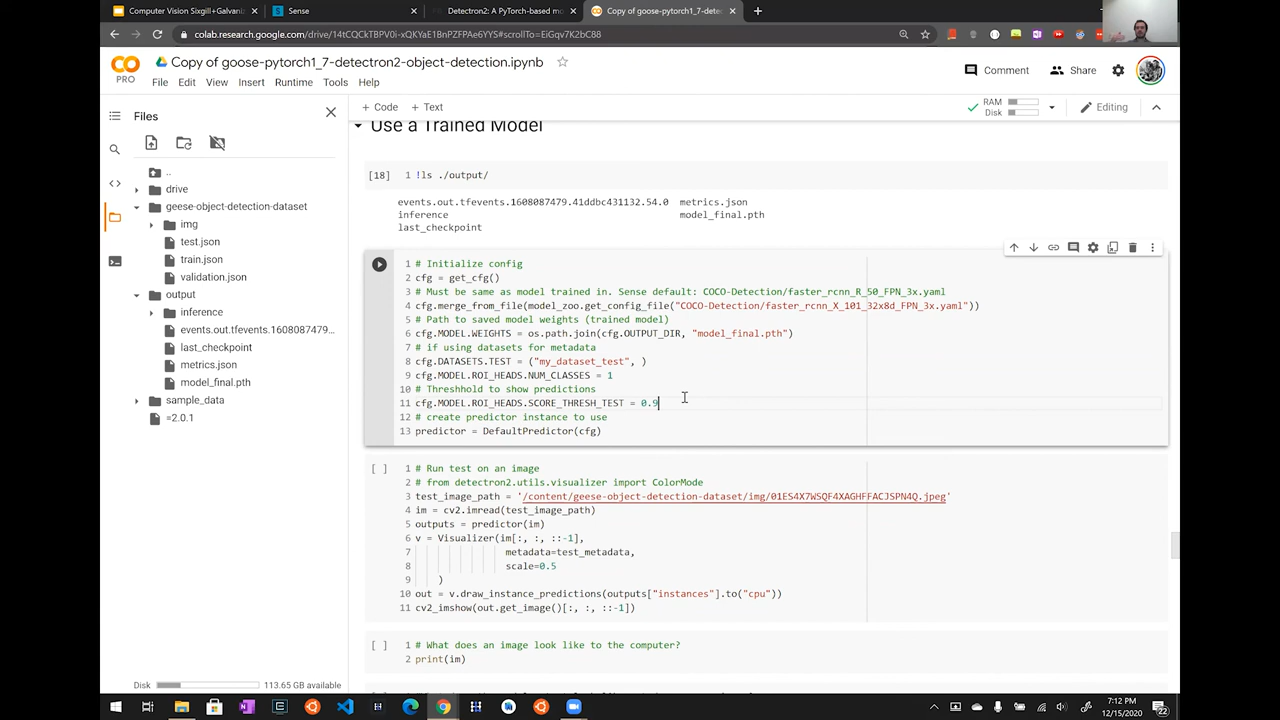 Computer Vision Sixgill+Galvani
Sense
Detectron2: A PyTorch-based mo
Copy of goose-pytorch1_7-detec
colab.research.google.com/drive/14tCQCkTBPV0i-xQKYaE1BnPZFPAe6YYS#scrollTo=EiGqv7K2bC88
PRO
Copy of goose-pytorch1_7-detectron2-object-detection.ipynb
File Edit View Insert Runtime Tools Help
Comment
Share
+ Code + Text
RAM
Disk
Editing
Files
..
drive
geese-object-detection-dataset
img
test.json
train.json
validation.json
output
inference
events.out.tfevents.1608087479...
last_checkpoint
metrics.json
model_final.pth
sample_data
=2.0.1
Disk 113.65 GB available
Use a Trained Model
[18] 1 !ls ./output/
events.out.tfevents.1608087479.41ddbc431132.54.0 metrics.json
inference model_final.pth
last_checkpoint
1 # Initialize config
2 cfg = get_cfg()
3 # Must be same as model trained in. Sense default: COCO-Detection/faster_rcnn_R_50_FPN_3x.yaml
4 cfg.merge_from_file(model_zoo.get_config_file("COCO-Detection/faster_rcnn_X_101_32x8d_FPN_3x.yaml"))
5 # Path to saved model weights (trained model)
6 cfg.MODEL.WEIGHTS = os.path.join(cfg.OUTPUT_DIR, "model_final.pth")
7 # if using datasets for metadata
8 cfg.DATASETS.TEST = ("my_dataset_test", )
9 cfg.MODEL.ROI_HEADS.NUM_CLASSES = 1
10 # Threshhold to show predictions
11 cfg.MODEL.ROI_HEADS.SCORE_THRESH_TEST = 0.9
12 # create predictor instance to use
13 predictor = DefaultPredictor(cfg)
[ ] 1 # Run test on an image
2 # from detectron2.utils.visualizer import ColorMode
3 test_image_path = '/content/geese-object-detection-dataset/img/01ES4X7WSQF4XAGHFFACJSPN4Q.jpeg'
4 im = cv2.imread(test_image_path)
5 outputs = predictor(im)
6 v = Visualizer(im[:, :, ::-1],
7 metadata=test_metadata,
8 scale=0.5
9 )
10 out = v.draw_instance_predictions(outputs["instances"].to("cpu"))
11 cv2_imshow(out.get_image()[:, :, ::-1])
[ ] 1 # What does an image look like to the computer?
2 print(im)
7:12 PM
12/15/2020
22